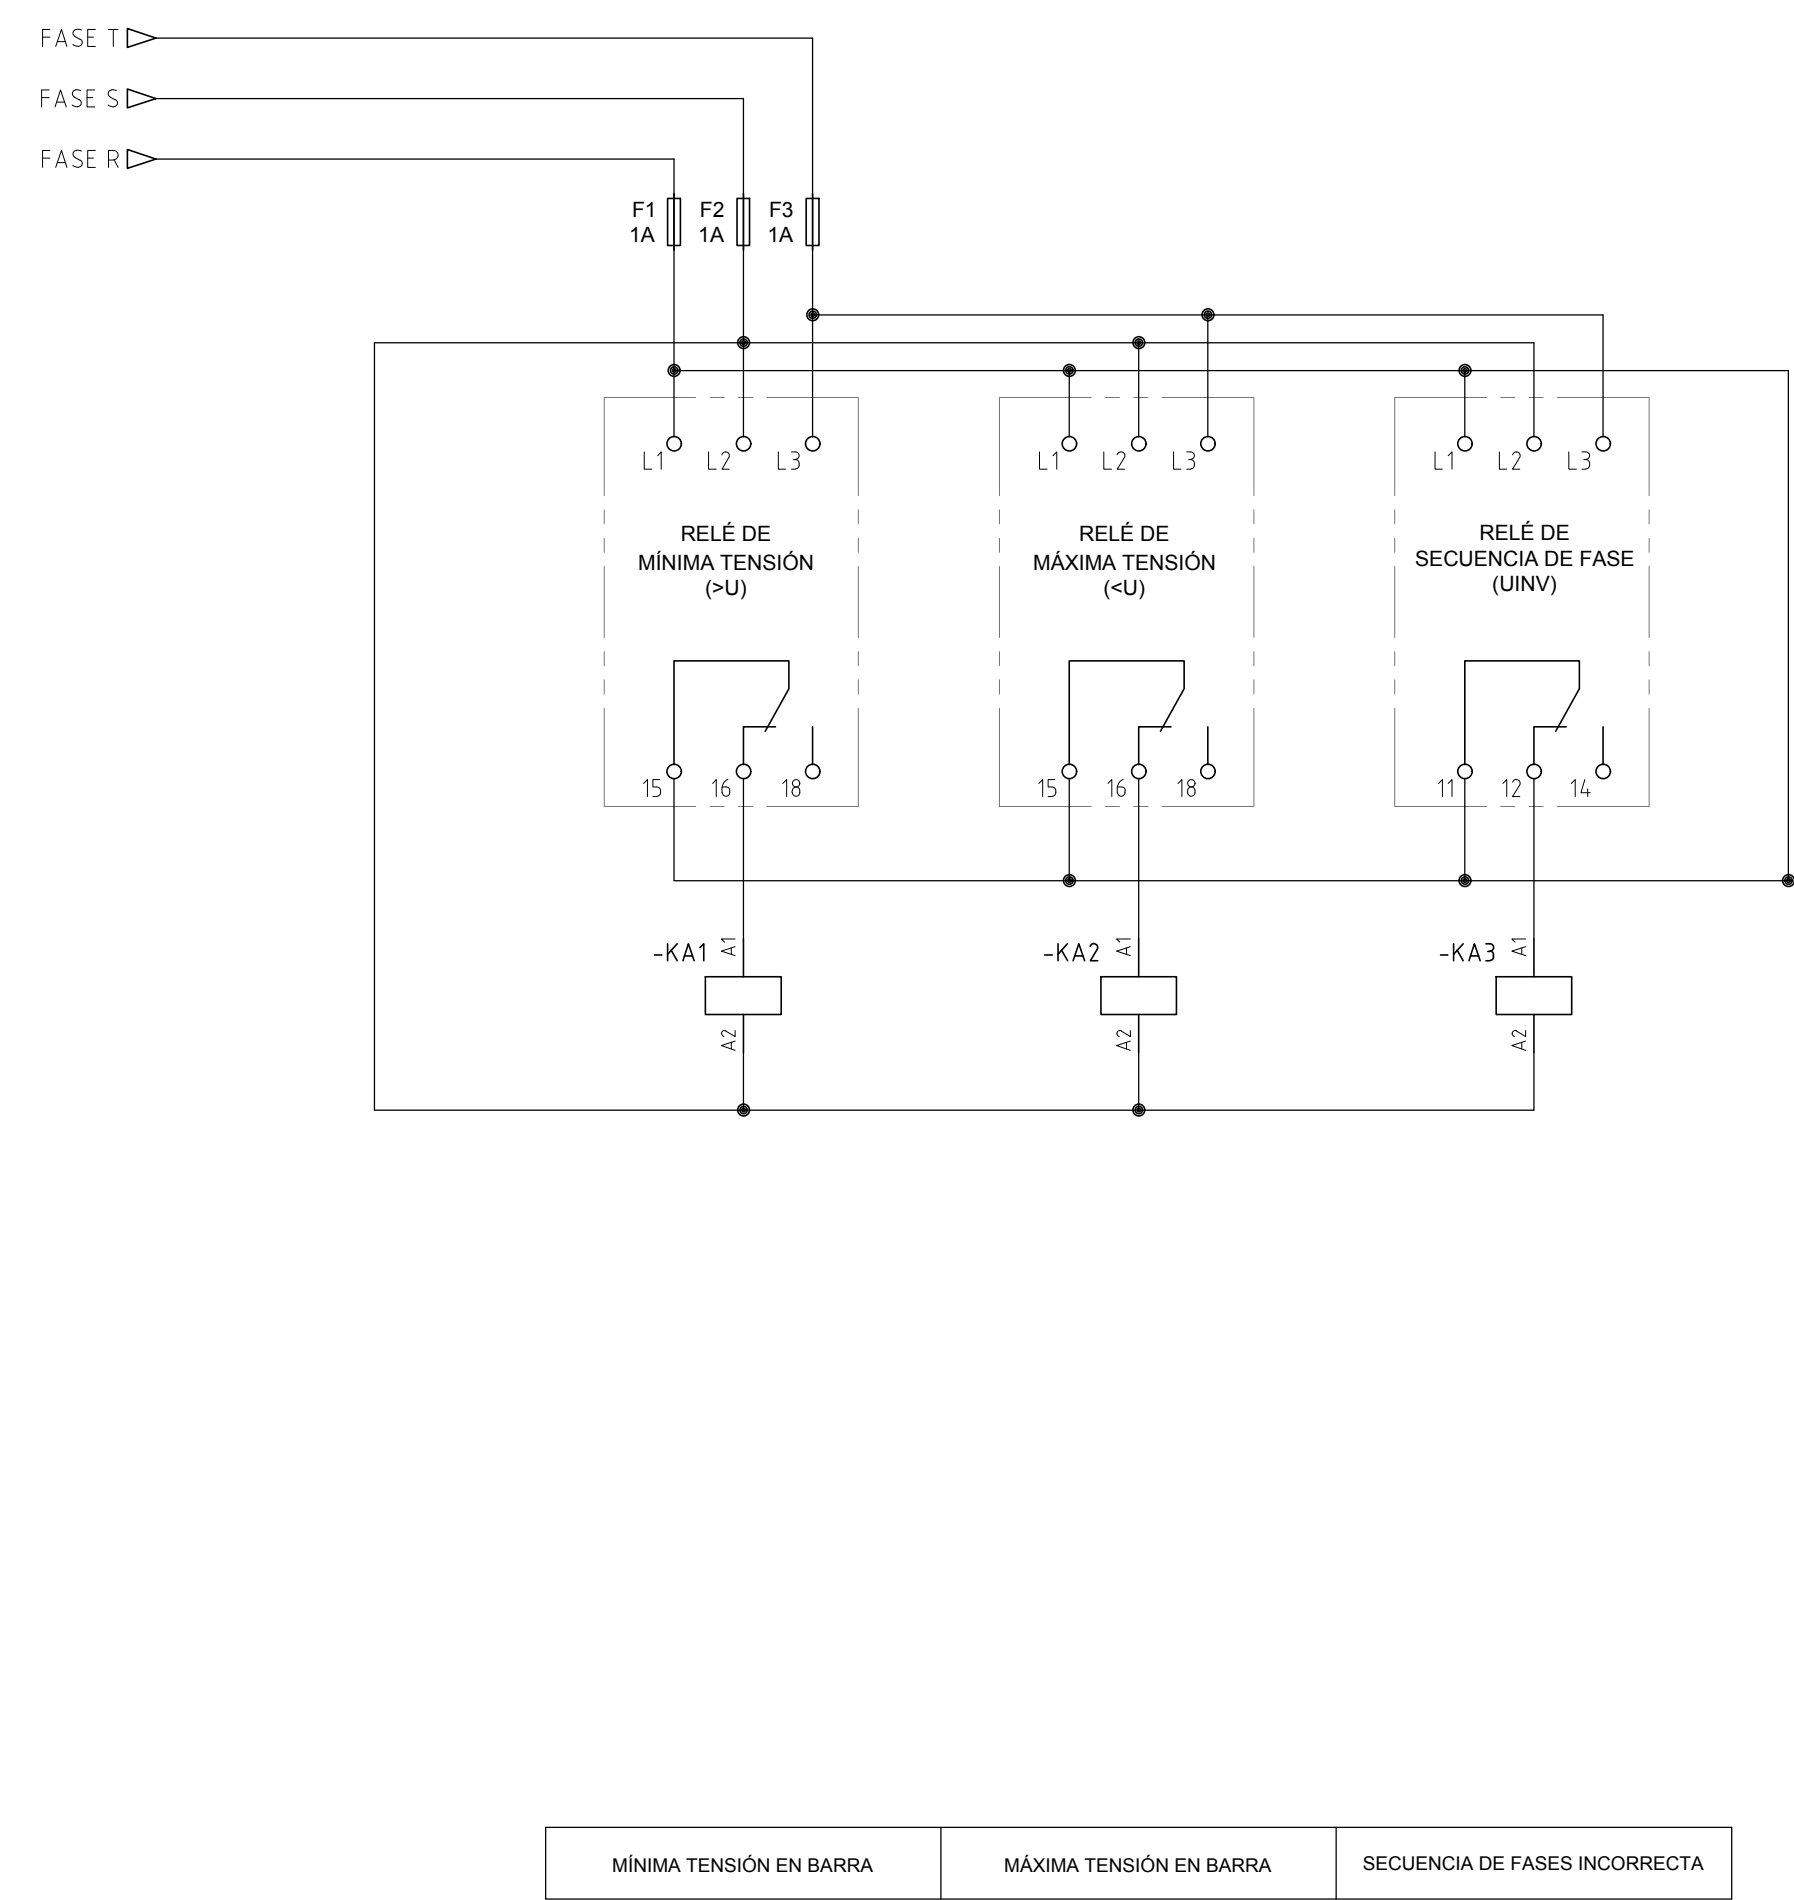 FASE T
FASE S
FASE R
F1 F2 F3
1A 1A 1A
L1 L2 L3 L1 L2 L3 L1 L2 L3
RELÉ DE
MÍNIMA TENSIÓN
(>U)
RELÉ DE
MÁXIMA TENSIÓN
(<U)
RELÉ DE
SECUENCIA DE FASE
(UINV)
15 16 18 15 16 18 11 12 14
-KA1 A1 -KA2 A1 -KA3 A1
A2 A2 A2
MÍNIMA TENSIÓN EN BARRA MÁXIMA TENSIÓN EN BARRA SECUENCIA DE FASES INCORRECTA